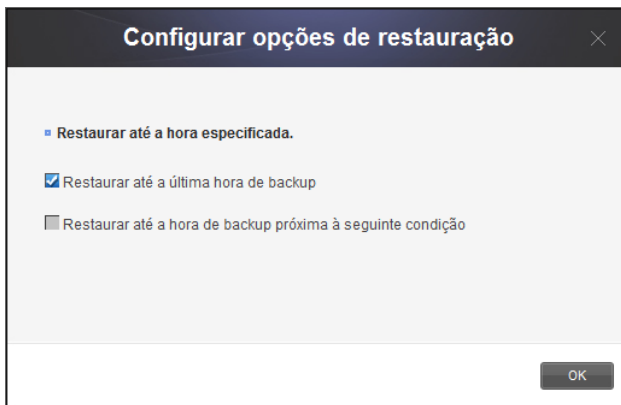 Configurar opções de restauração
Restaurar até a hora especificada.
Restaurar até a última hora de backup
Restaurar até a hora de backup próxima à seguinte condição
OK